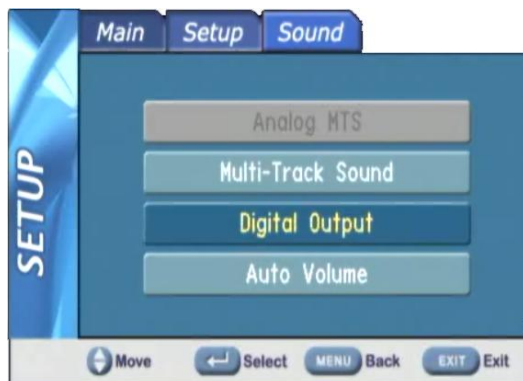 Main Setup Sound
SETUP
Analog MTS
Multi-Track Sound
Digital Output
Auto Volume
Move Select MENU Back EXIT Exit